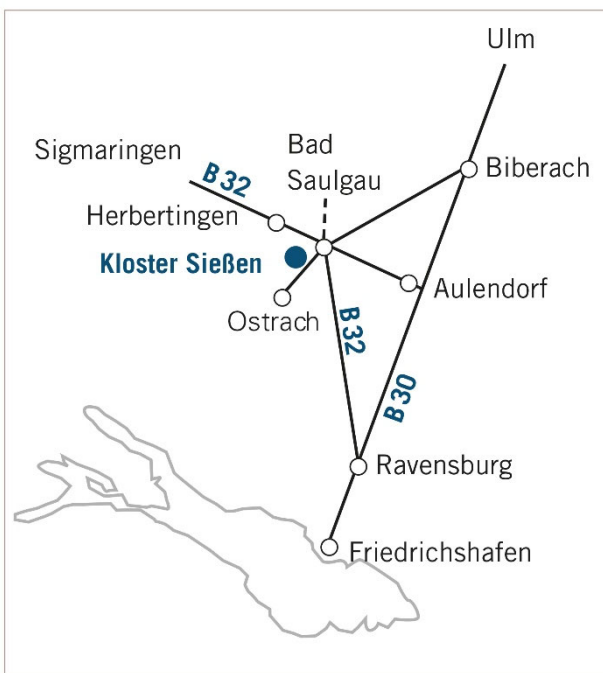 Ulm
Bad
Saulgau
Sigmaringen
B 32
Biberach
Herbertingen
Kloster Sießen
Aulendorf
Ostrach
B 32
B 30
Ravensburg
Friedrichshafen